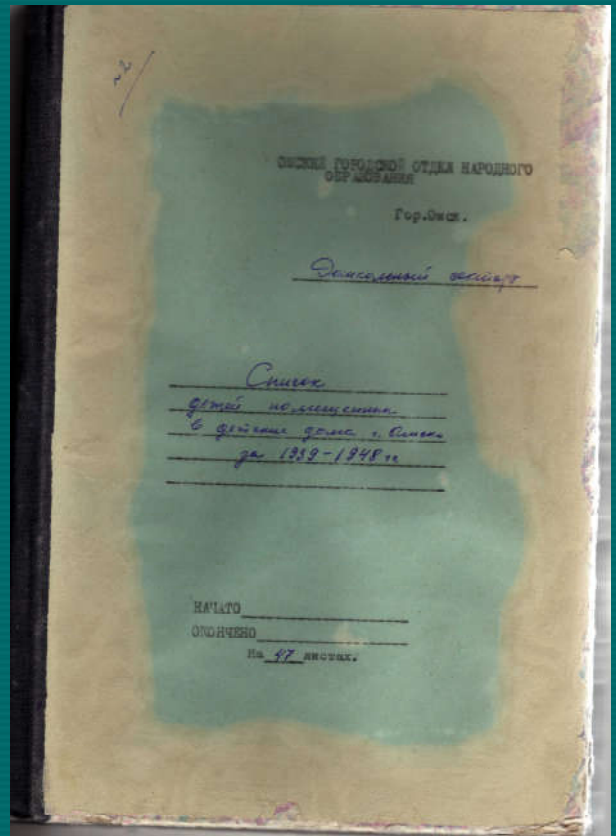 №2
ОМСКИЙ ГОРОДСКОЙ ОТДЕЛ НАРОДНОГО
ОБРАЗОВАНИЯ
Гор.Омск.
Дошкольный
Список
детей помещенных
в детские дома г. Омска
за 1939-1948 гг
НАЧАТО
ОКОНЧЕНО
На 47 листах.